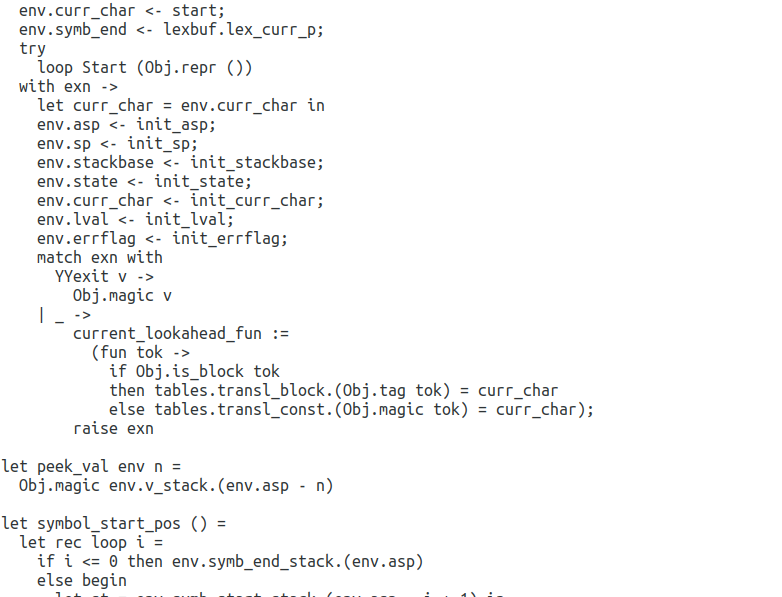 env.curr_char <- start;
  env.symb_end <- lexbuf.lex_curr_p;
  try
    loop Start (Obj.repr ())
  with exn ->
    let curr_char = env.curr_char in
    env.asp <- init_asp;
    env.sp <- init_sp;
    env.stackbase <- init_stackbase;
    env.state <- init_state;
    env.curr_char <- init_curr_char;
    env.lval <- init_lval;
    env.errflag <- init_errflag;
    match exn with
      YYexit v ->
        Obj.magic v
    | _ ->
        current_lookahead_fun :=
          (fun tok ->
            if Obj.is_block tok
            then tables.transl_block.(Obj.tag tok) = curr_char
            else tables.transl_const.(Obj.magic tok) = curr_char);
        raise exn

let peek_val env n =
  Obj.magic env.v_stack.(env.asp - n)

let symbol_start_pos () =
  let rec loop i =
    if i <= 0 then env.symb_end_stack.(env.asp)
    else begin